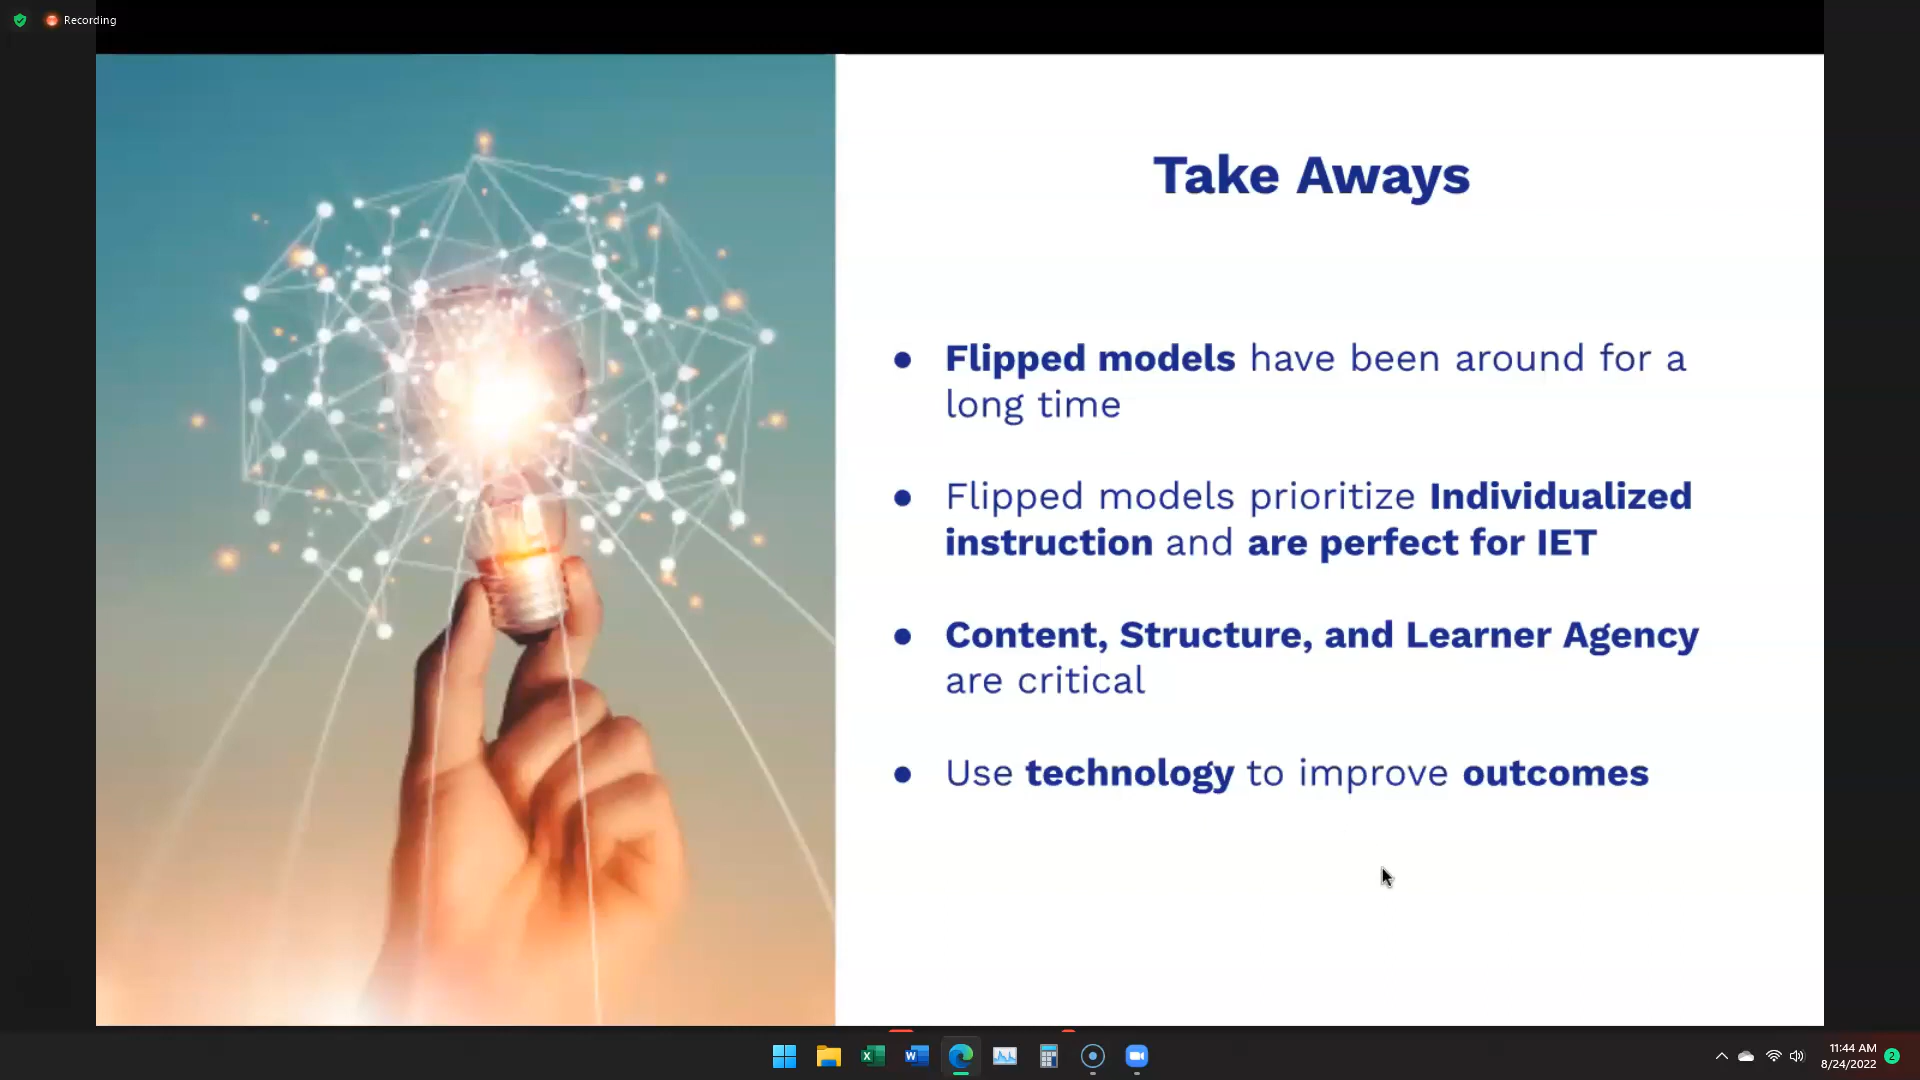 Recording
Take Aways
● Flipped models have been around for a
long time
● Flipped models prioritize Individualized
instruction and are perfect for IET
● Content, Structure, and Learner Agency
are critical
● Use technology to improve outcomes
11:44 AM
8/24/2022
2